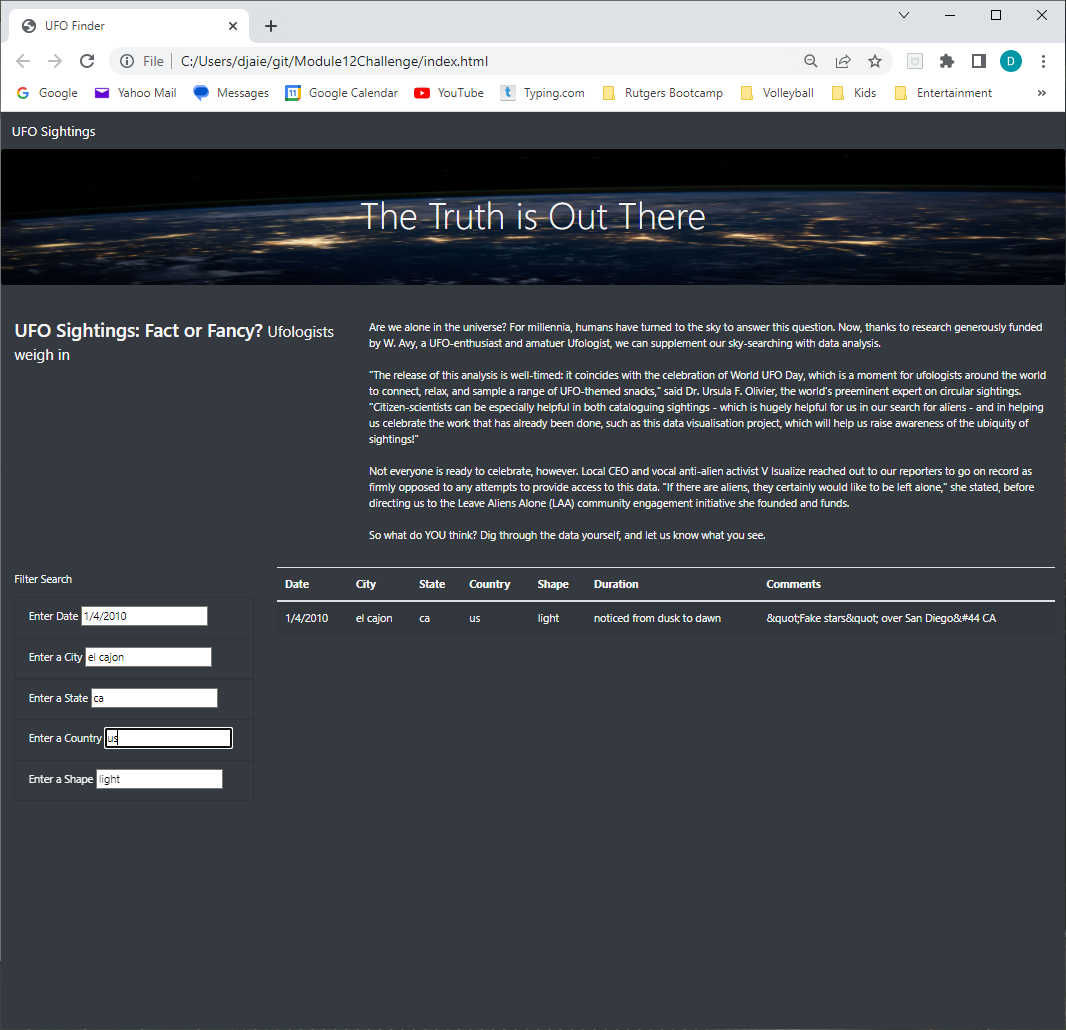 UFO Finder
File
C:/Users/djaie/git/Module12Challenge/index.html
D
Google
Yahoo Mail
Messages
11
Google Calendar
YouTube
t
Typing.com
Rutgers Bootcamp
Volleyball
Kids
Entertainment
»
UFO Sightings
The Truth is Out There
UFO Sightings: Fact or Fancy? Ufologists
weigh in
Are we alone in the universe? For millennia, humans have turned to the sky to answer this question. Now, thanks to research generously funded
by W. Avy, a UFO-enthusiast and amatuer Ufologist, we can supplement our sky-searching with data analysis.
"The release of this analysis is well-timed: it coincides with the celebration of World UFO Day, which is a moment for ufologists around the world
to connect, relax, and sample a range of UFO-themed snacks," said Dr. Ursula F. Olivier, the world's preeminent expert on circular sightings.
"Citizen-scientists can be especially helpful in both cataloguing sightings - which is hugely helpful for us in our search for aliens - and in helping
us celebrate the work that has already been done, such as this data visualisation project, which will help us raise awareness of the ubiquity of
sightings!"
Not everyone is ready to celebrate, however. Local CEO and vocal anti-alien activist V Isualize reached out to our reporters to go on record as
firmly opposed to any attempts to provide access to this data. "If there are aliens, they certainly would like to be left alone," she stated, before
directing us to the Leave Aliens Alone (LAA) community engagement initiative she founded and funds.
So what do YOU think? Dig through the data yourself, and let us know what you see.
Filter Search
Enter Date 1/4/2010
Enter a City el cajon
Enter a State ca
Enter a Country us
Enter a Shape light
Date City State Country Shape Duration Comments
1/4/2010 el cajon ca us light noticed from dusk to dawn &quot;Fake stars&quot; over San Diego&#44 CA